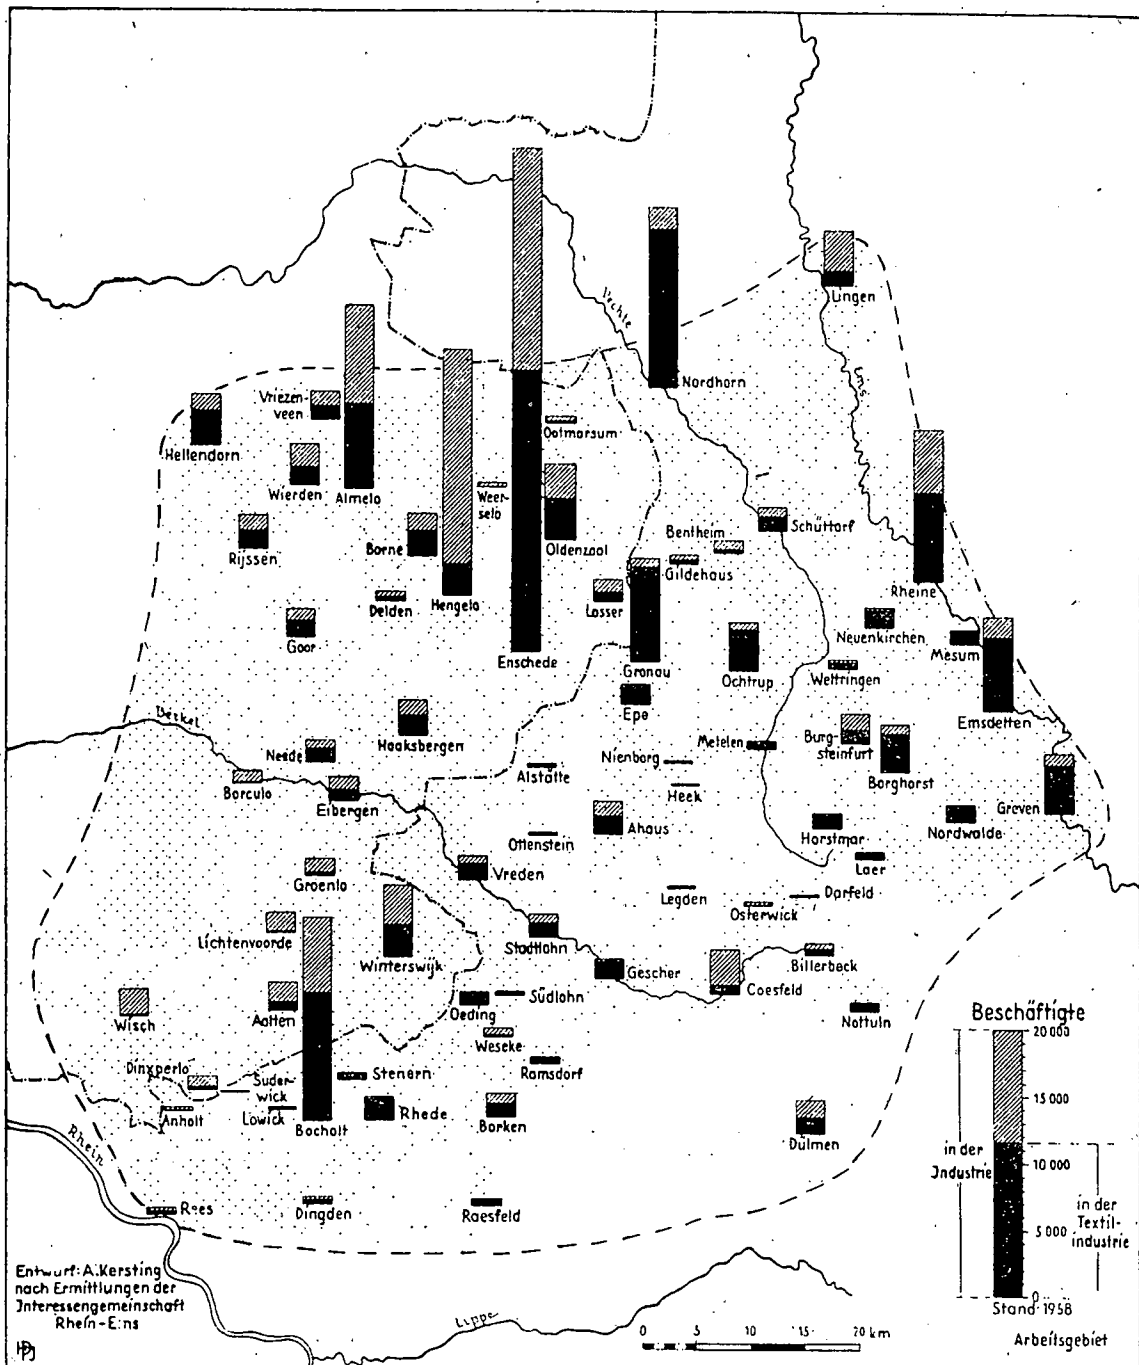 Vechte
Ems
Lingen
Nordhorn
Vriezen-
veen
Hellendorn
Wierden
Almelo
Ootmarsum
Weer-
selo
Rijssen
Borne
Hengelo
Oldenzaal
Bentheim
Schüttorf
Gildehaus
Rheine
Delden
Losser
Goor
Enschede
Gronau
Ochtrup
Neuenkirchen
Mesum
Wettringen
Emsdetten
Epe
Berkel
Haaksbergen
Neede
Borculo
Eibergen
Alstätte
Nienborg
Metelen
Burg-
steinfurt
Borghorst
Heek
Greven
Nordwalde
Horstmar
Ahaus
Ottenstein
Laer
Groenlo
Vreden
Legden
Darfeld
Osterwick
Lichtenvoorde
Winterswijk
Stadtlohn
Billerbeck
Gescher
Coesfeld
Wisch
Aalten
Oeding
Südlohn
Nottuln
Weseke
Ramsdorf
Dinxperlo
Suder-
wick
Stenern
Anholt
Lowick
Bocholt
Rhede
Borken
Dülmen
Rhein
Rees
Dingden
Raesfeld
Lippe
Beschäftigte
20 000
15 000
10 000
5 000
0
in der
Industrie
in der
Textil-
industrie
Stand 1958
Arbeitsgebiet
0 5 10 15 20 km
Entwurf: A. Kersting
nach Ermittlungen der
Interessengemeinschaft
Rhein-Ems